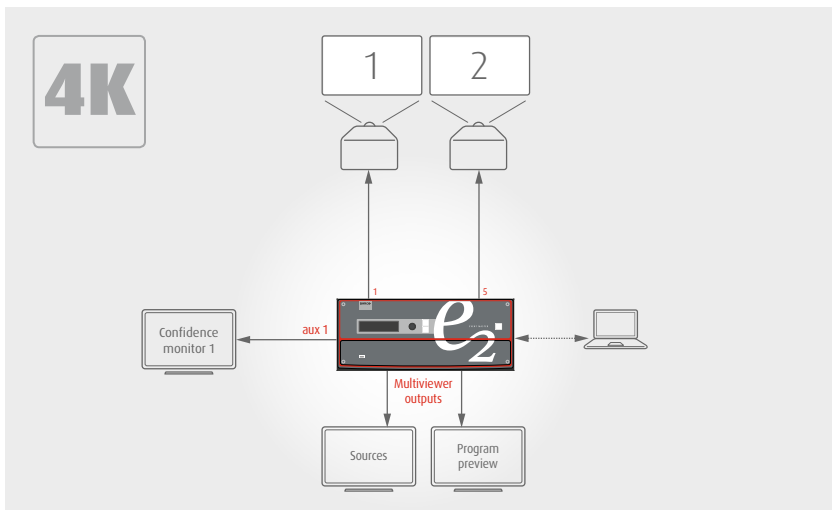 4K
1
2
1
5
e2
aux 1
Confidence
monitor 1
Multiviewer
outputs
Sources
Program
preview